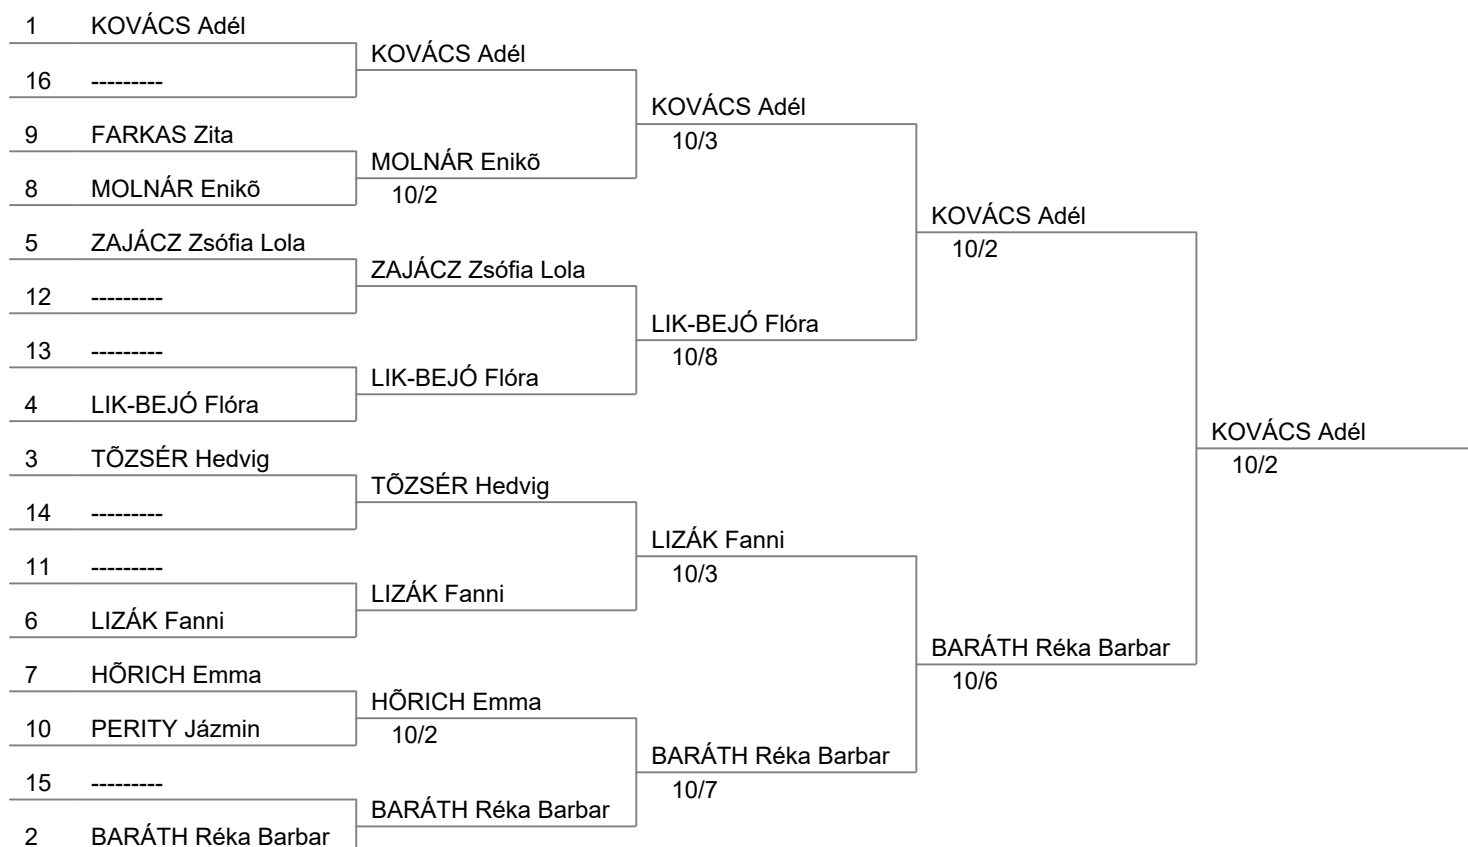 1 KOVÁCS Adél
16 ---------
9 FARKAS Zita
8 MOLNÁR Enikõ
5 ZAJÁCZ Zsófia Lola
12 ---------
13 ---------
4 LIK-BEJÓ Flóra
3 TÕZSÉR Hedvig
14 ---------
11 ---------
6 LIZÁK Fanni
7 HÕRICH Emma
10 PERITY Jázmin
15 ---------
2 BARÁTH Réka Barbar
KOVÁCS Adél
MOLNÁR Enikõ
10/2
ZAJÁCZ Zsófia Lola
LIK-BEJÓ Flóra
TÕZSÉR Hedvig
LIZÁK Fanni
HÕRICH Emma
10/2
BARÁTH Réka Barbar
KOVÁCS Adél
10/3
LIK-BEJÓ Flóra
10/8
LIZÁK Fanni
10/3
BARÁTH Réka Barbar
10/7
KOVÁCS Adél
10/2
BARÁTH Réka Barbar
10/6
KOVÁCS Adél
10/2